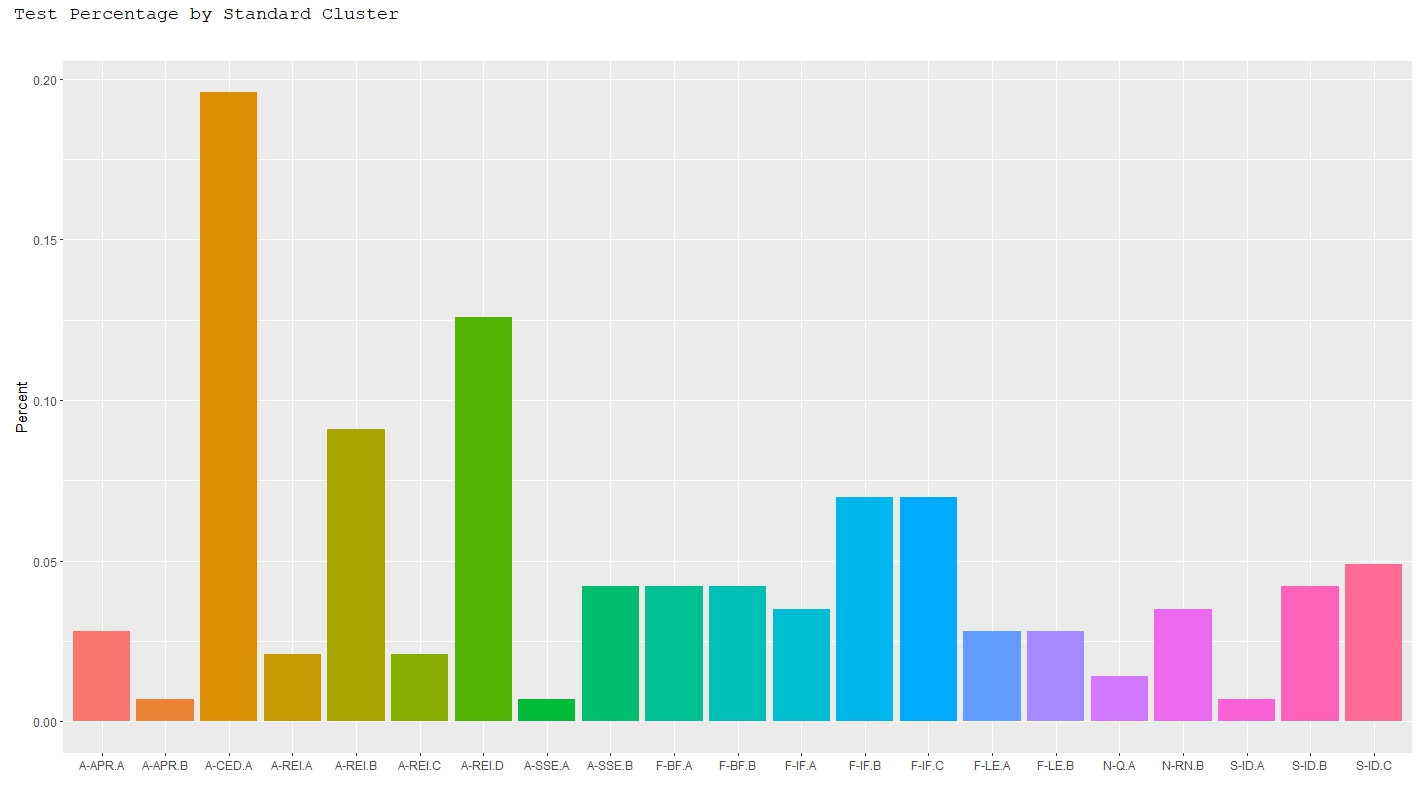 Test Percentage by Standard Cluster
0.20
0.15
0.10
0.05
0.00
Percent
A-APR.A A-APR.B A-CED.A A-REI.A A-REI.B A-REI.C A-REI.D A-SSE.A A-SSE.B F-BF.A F-BF.B F-IF.A F-IF.B F-IF.C F-LE.A F-LE.B N-Q.A N-RN.B S-ID.A S-ID.B S-ID.C